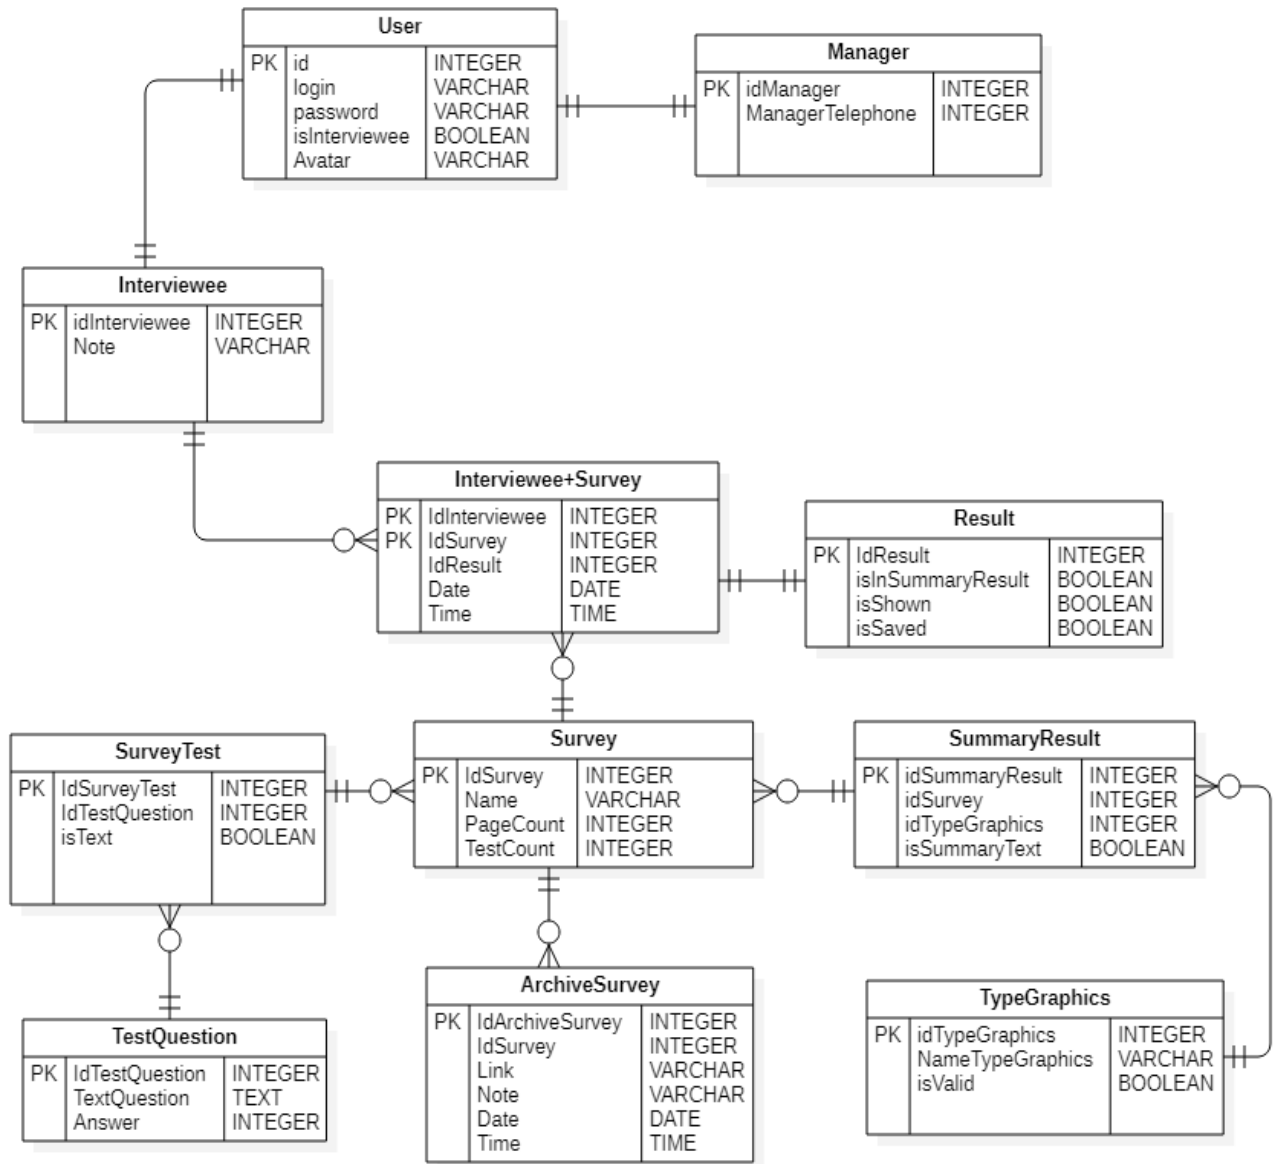 User
PK id INTEGER
login VARCHAR
password VARCHAR
isInterviewee BOOLEAN
Avatar VARCHAR
Manager
PK idManager INTEGER
ManagerTelephone INTEGER
Interviewee
PK idInterviewee INTEGER
Note VARCHAR
Interviewee+Survey
PK IdInterviewee INTEGER
PK IdSurvey INTEGER
IdResult INTEGER
Date DATE
Time TIME
Result
PK IdResult INTEGER
isInSummaryResult BOOLEAN
isShown BOOLEAN
isSaved BOOLEAN
SurveyTest
PK IdSurveyTest INTEGER
IdTestQuestion INTEGER
isText BOOLEAN
Survey
PK IdSurvey INTEGER
Name VARCHAR
PageCount INTEGER
TestCount INTEGER
SummaryResult
PK idSummaryResult INTEGER
idSurvey INTEGER
idTypeGraphics INTEGER
isSummaryText BOOLEAN
TestQuestion
PK IdTestQuestion INTEGER
TextQuestion TEXT
Answer INTEGER
ArchiveSurvey
PK IdArchiveSurvey INTEGER
IdSurvey INTEGER
Link VARCHAR
Note VARCHAR
Date DATE
Time TIME
TypeGraphics
PK idTypeGraphics INTEGER
NameTypeGraphics VARCHAR
isValid BOOLEAN